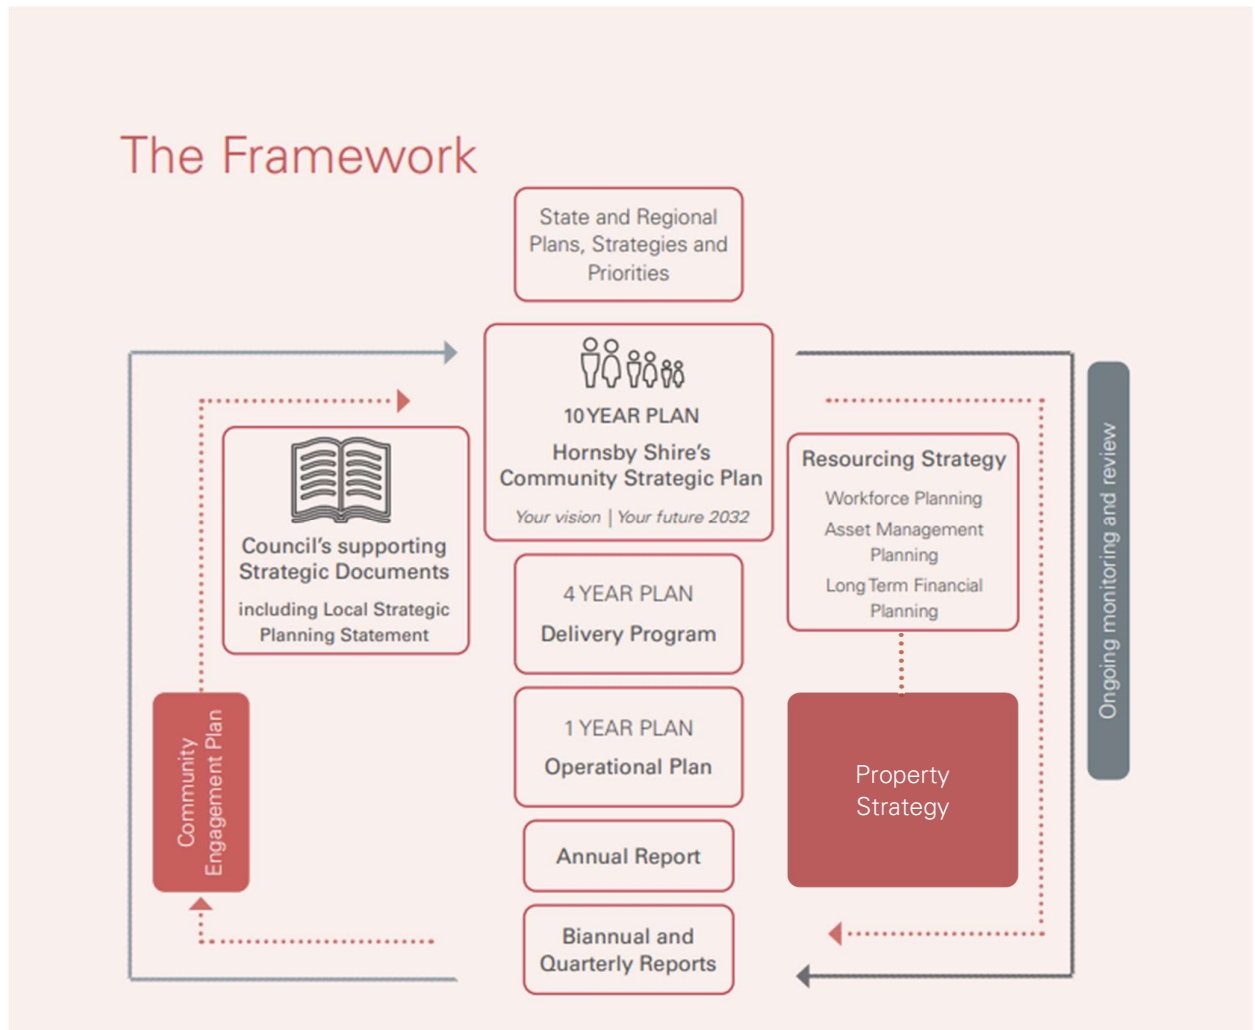 The Framework
State and Regional
Plans, Strategies and
Priorities
10 YEAR PLAN
Hornsby Shire’s
Community Strategic Plan
Your vision | Your future 2032
Council’s supporting
Strategic Documents
including Local Strategic
Planning Statement
Resourcing Strategy
Workforce Planning
Asset Management
Planning
Long Term Financial
Planning
Ongoing monitoring and review
4 YEAR PLAN
Delivery Program
1 YEAR PLAN
Operational Plan
Community
Engagement Plan
Property
Strategy
Annual Report
Biannual and
Quarterly Reports